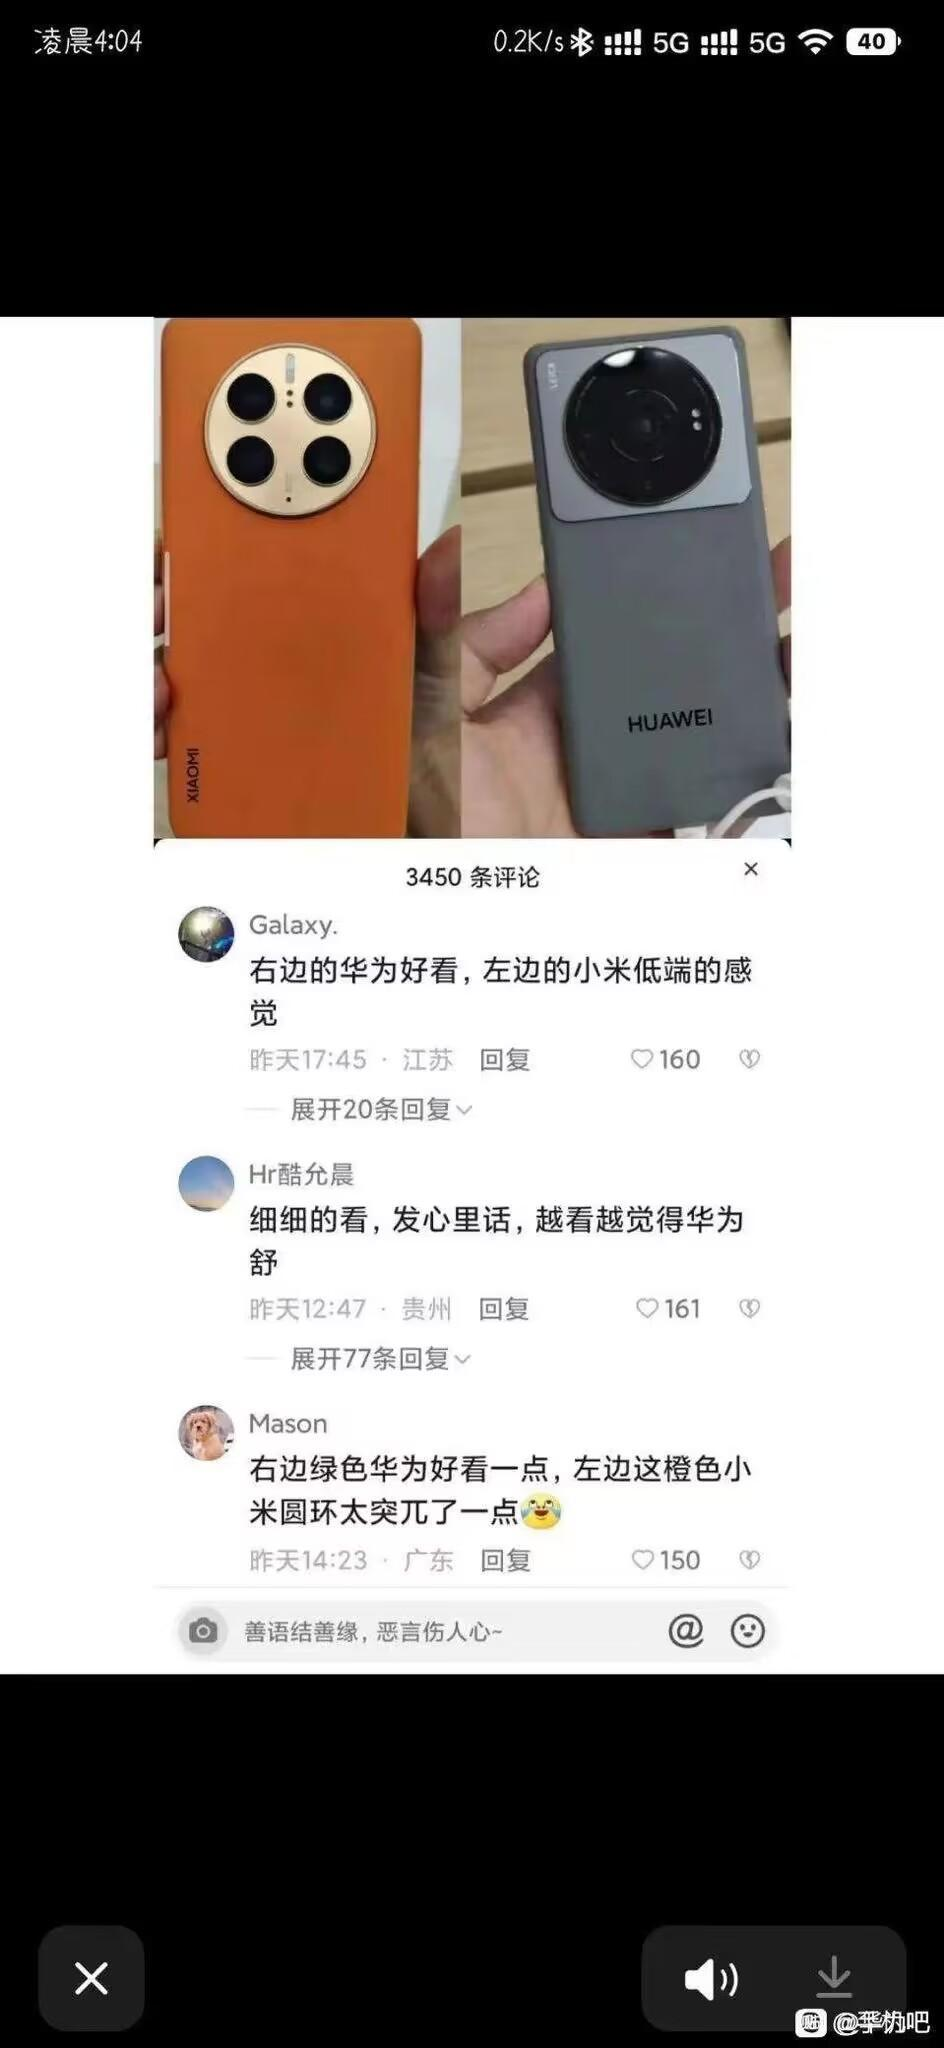 凌晨4:04
0.2K/s 5G 5G 40
LEICA
XIAOMI
HUAWEI
3450 条评论
Galaxy.
右边的华为好看，左边的小米低端的感
觉
昨天17:45 · 江苏 回复 160
展开20条回复
Hr酷允晨
细细的看，发心里话，越看越觉得华为
舒
昨天12:47 · 贵州 回复 161
展开77条回复
Mason
右边绿色华为好看一点，左边这橙色小
米圆环太突兀了一点😂
昨天14:23 · 广东 回复 150
善语结善缘，恶言伤人心~